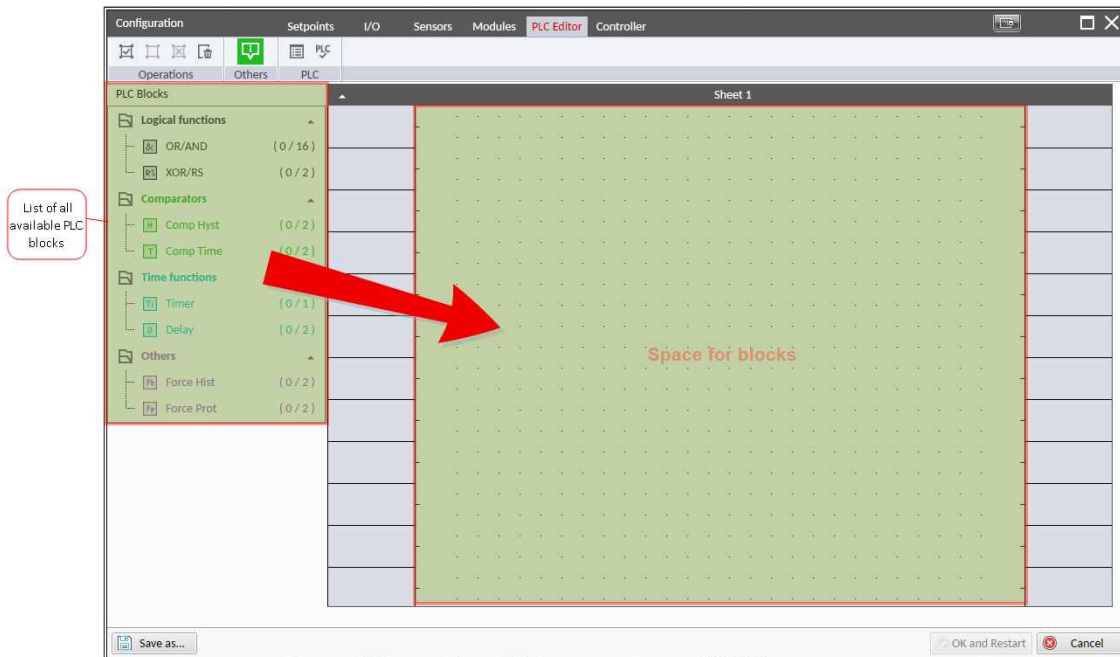 Configuration Setpoints I/O Sensors Modules PLC Editor Controller
PLC
Operations Others PLC
PLC Blocks
Sheet 1
Logical functions
& OR/AND ( 0 / 16 )
RS XOR/RS ( 0 / 2 )
Comparators
H Comp Hyst ( 0 / 2 )
T Comp Time ( 0 / 2 )
Time functions
Ti Timer ( 0 / 1 )
D Delay ( 0 / 2 )
Others
Force Hist ( 0 / 2 )
Force Prot ( 0 / 2 )
List of all
available PLC
blocks
Space for blocks
Save as...
OK and Restart
Cancel